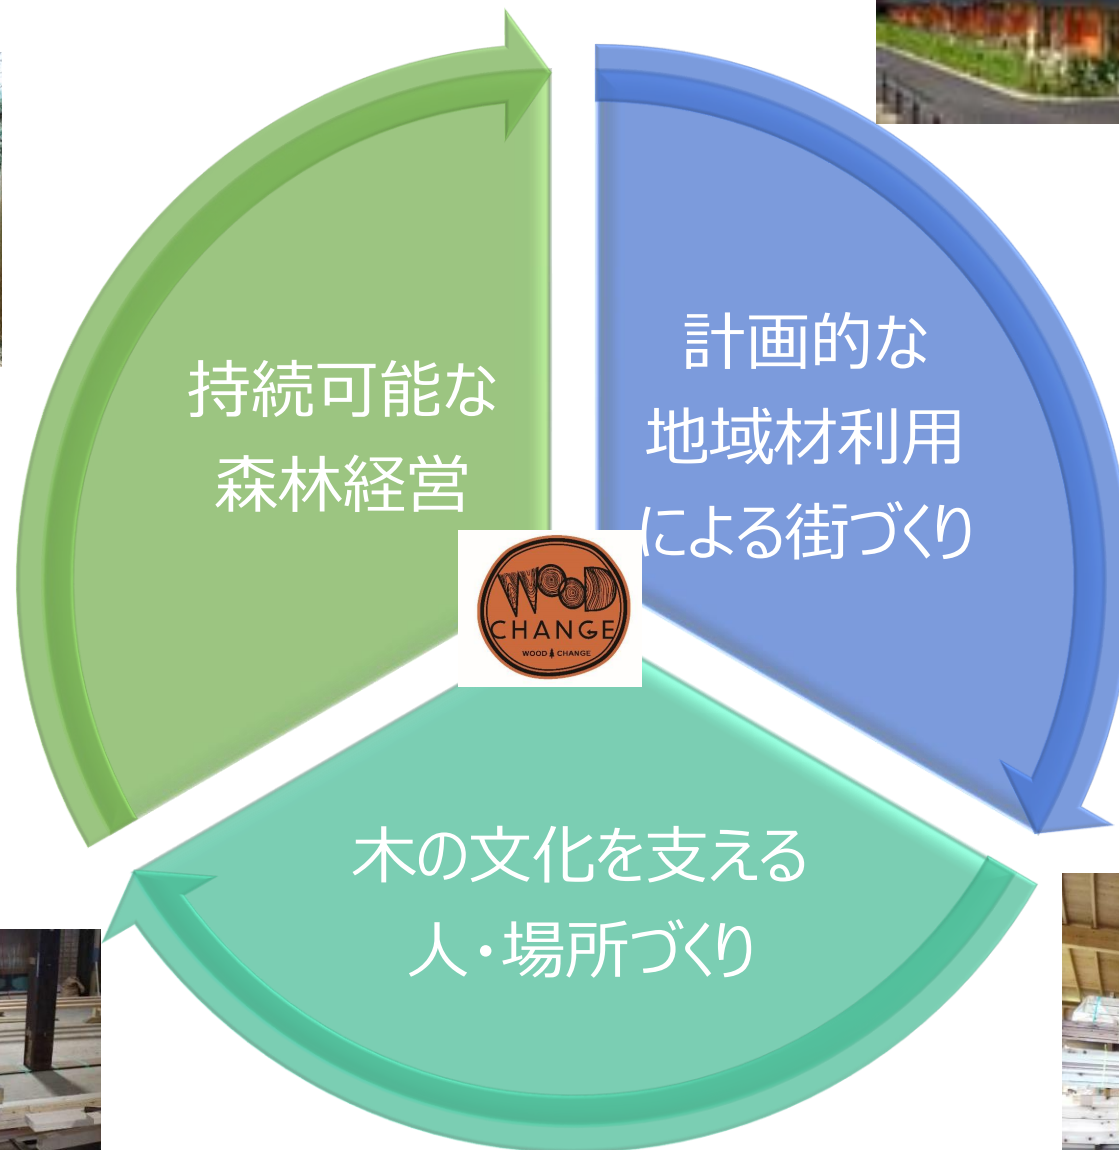 持続可能な
森林経営
計画的な
地域材利用
による街づくり
WOOD
CHANGE
WOOD CHANGE
木の文化を支える
人・場所づくり